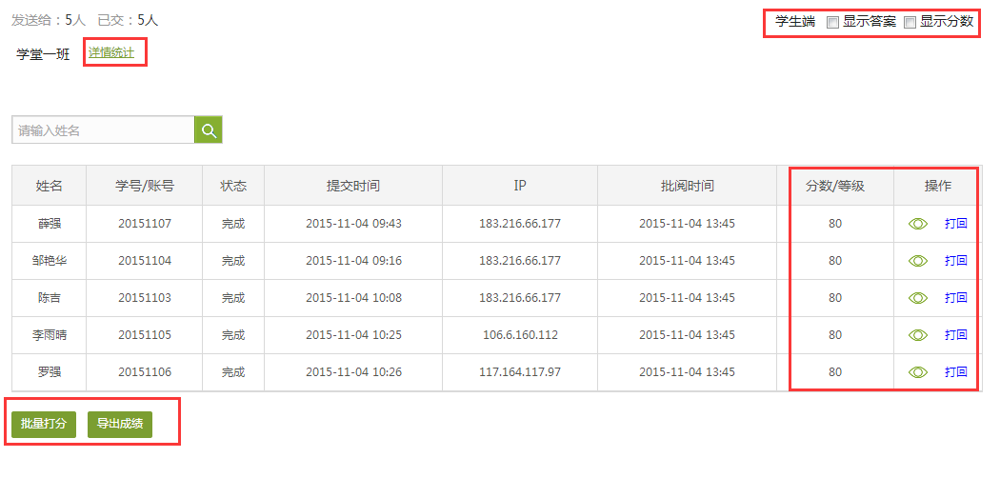 发送给：5人 已交：5人 学生端 显示答案 显示分数
学堂一班 详情统计
请输入姓名
姓名 学号/账号 状态 提交时间 IP 批阅时间 分数/等级 操作
薛强 20151107 完成 2015-11-04 09:43 183.216.66.177 2015-11-04 13:45 80 打回
邹艳华 20151104 完成 2015-11-04 09:16 183.216.66.177 2015-11-04 13:45 80 打回
陈吉 20151103 完成 2015-11-04 10:08 183.216.66.177 2015-11-04 13:45 80 打回
李雨晴 20151105 完成 2015-11-04 10:25 106.6.160.112 2015-11-04 13:45 80 打回
罗强 20151106 完成 2015-11-04 10:26 117.164.117.97 2015-11-04 13:45 80 打回
批量打分 导出成绩